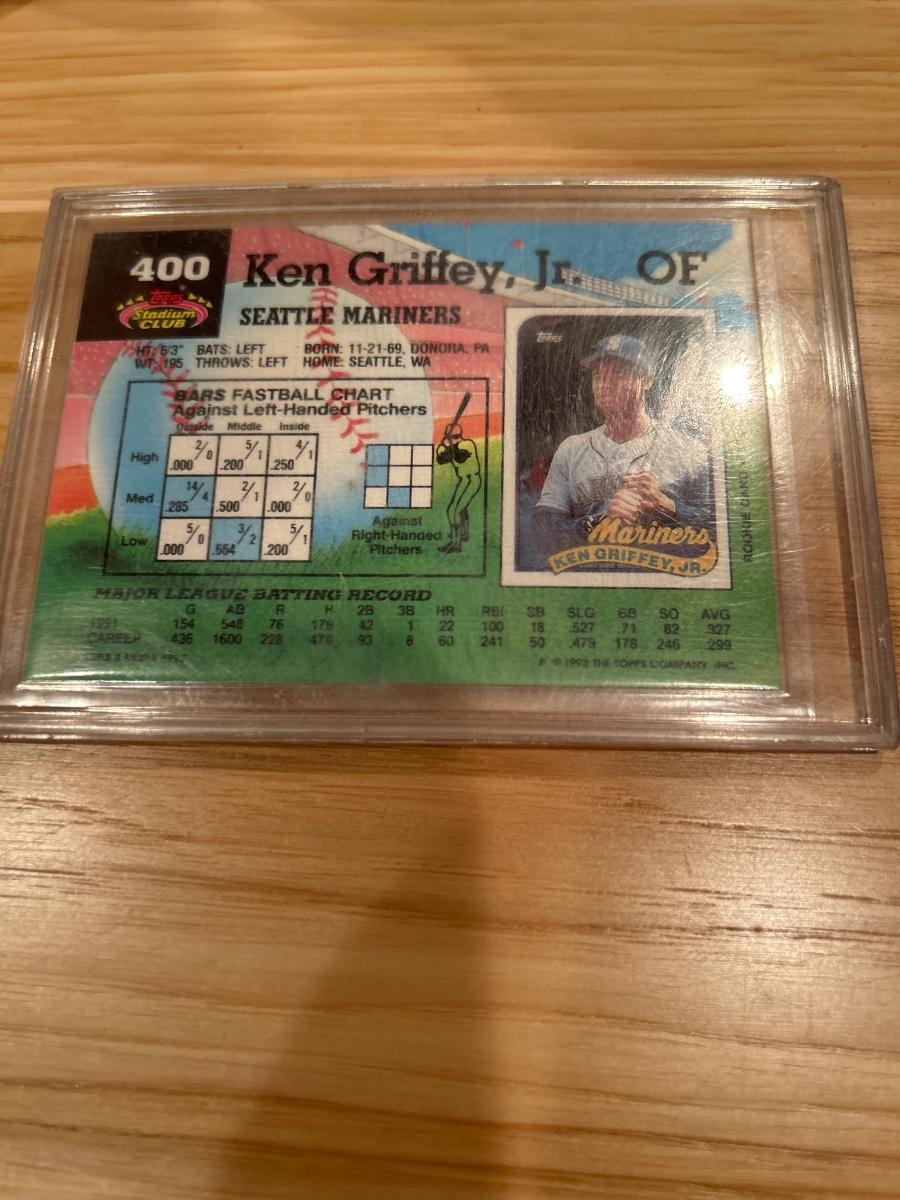 400
Ken Griffey, Jr. OF
Topps
Stadium
CLUB
SEATTLE MARINERS
HT: 6'3" BATS: LEFT BORN: 11-21-69, DONORA, PA
WT: 195 THROWS: LEFT HOME: SEATTLE, WA
BARS FASTBALL CHART
Against Left-Handed Pitchers
Outside Middle Inside
High 2/0 .000 5/1 .200 4/1 .250
Med 14/4 .285 2/1 .500 2/0 .000
Low 5/0 .000 3/2 5/1 .200
Against
Right-Handed
Pitchers
Topps
Mariners
KEN GRIFFEY, JR.
ROOKIE CARD
MAJOR LEAGUE BATTING RECORD
G AB R H 2B 3B HR RBI SB SLG BB SO AVG
1991 154 548 76 179 42 1 22 100 18 .527 71 82 .327
CAREER 436 1600 228 478 93 8 60 241 50 .479 178 246 .299
F © 1992 THE TOPPS COMPANY, INC.